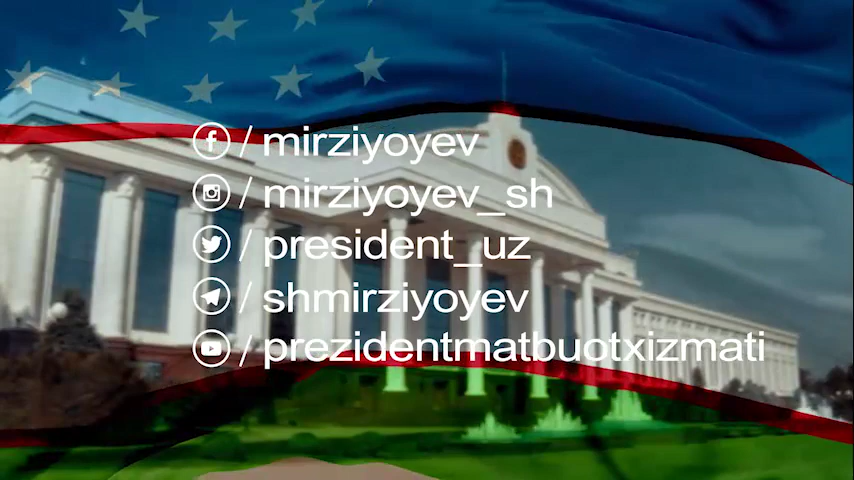 / mirziyoyev
/ mirziyoyev_sh
/ president_uz
/ shmirziyoyev
/ prezidentmatbuotxizmati